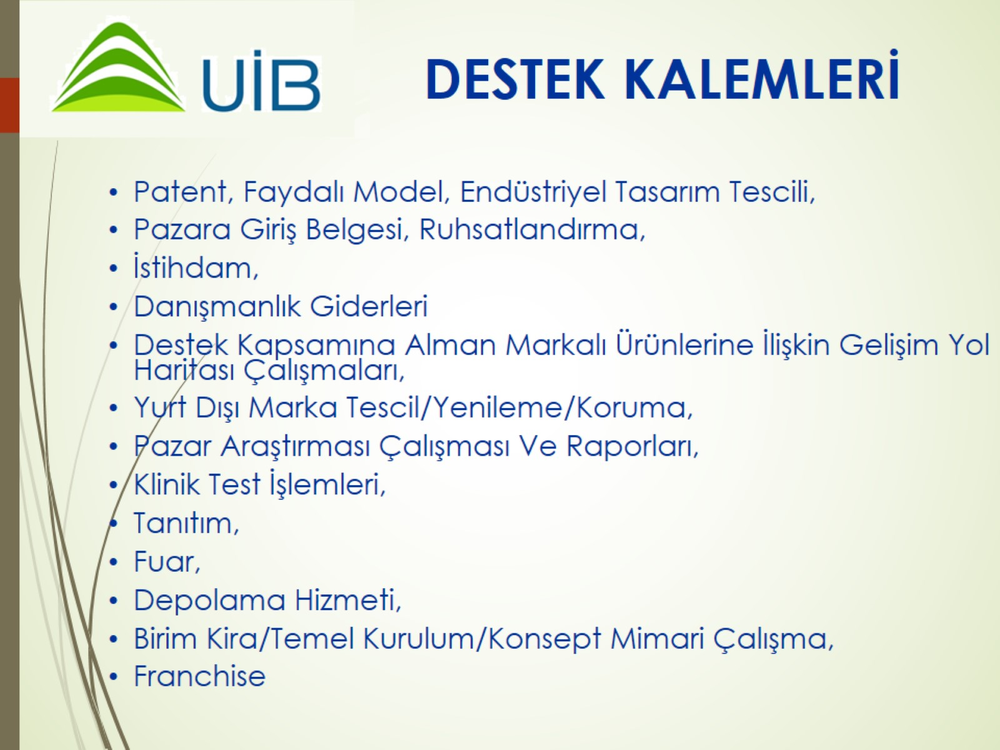 UİB
DESTEK KALEMLERİ
• Patent, Faydalı Model, Endüstriyel Tasarım Tescili,
• Pazara Giriş Belgesi, Ruhsatlandırma,
• İstihdam,
• Danışmanlık Giderleri
• Destek Kapsamına Alman Markalı Ürünlerine İlişkin Gelişim Yol
Haritası Çalışmaları,
• Yurt Dışı Marka Tescil/Yenileme/Koruma,
• Pazar Araştırması Çalışması Ve Raporları,
• Klinik Test İşlemleri,
• Tanıtım,
• Fuar,
• Depolama Hizmeti,
• Birim Kira/Temel Kurulum/Konsept Mimari Çalışma,
• Franchise